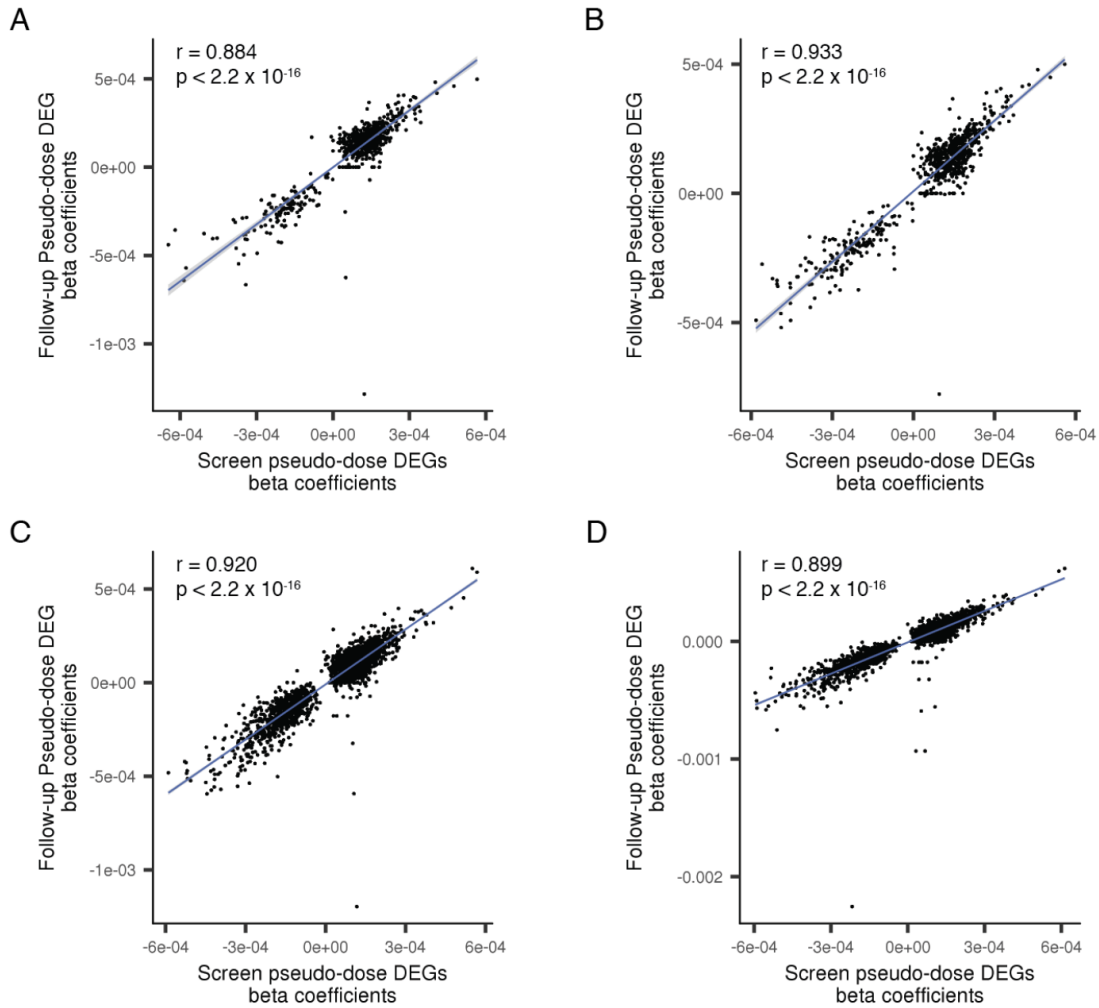 A
r = 0.884
p < 2.2 x 10-16
5e-04
0e+00
-5e-04
-1e-03
Follow-up Pseudo-dose DEG
beta coefficients
-6e-04 -3e-04 0e+00 3e-04 6e-04
Screen pseudo-dose DEGs
beta coefficients
B
r = 0.933
p < 2.2 x 10-16
5e-04
0e+00
-5e-04
Follow-up Pseudo-dose DEG
beta coefficients
-6e-04 -3e-04 0e+00 3e-04 6e-04
Screen pseudo-dose DEGs
beta coefficients
C
r = 0.920
p < 2.2 x 10-16
5e-04
0e+00
-5e-04
-1e-03
Follow-up Pseudo-dose DEG
beta coefficients
-6e-04 -3e-04 0e+00 3e-04 6e-04
Screen pseudo-dose DEGs
beta coefficients
D
r = 0.899
p < 2.2 x 10-16
0.000
-0.001
-0.002
Follow-up Pseudo-dose DEG
beta coefficients
-6e-04 -3e-04 0e+00 3e-04 6e-04
Screen pseudo-dose DEGs
beta coefficients